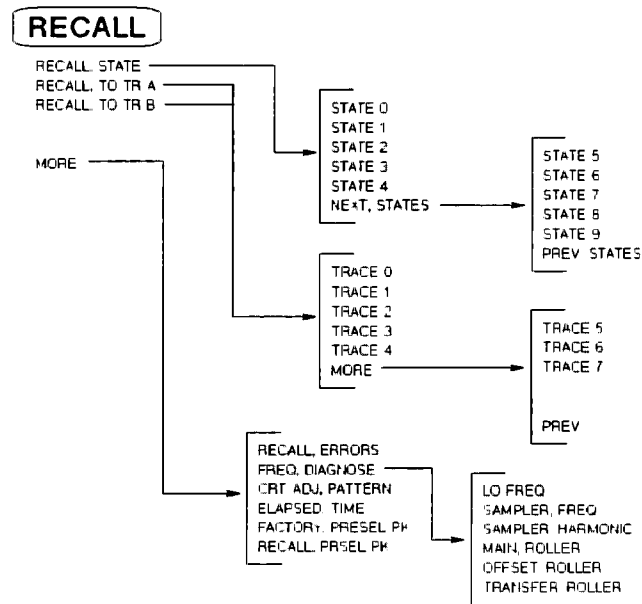 RECALL
RECALL, STATE
RECALL, TO TR A
RECALL, TO TR B
MORE
STATE 0
STATE 1
STATE 2
STATE 3
STATE 4
NEXT, STATES
STATE 5
STATE 6
STATE 7
STATE 8
STATE 9
PREV STATES
TRACE 0
TRACE 1
TRACE 2
TRACE 3
TRACE 4
MORE
TRACE 5
TRACE 6
TRACE 7
PREV
RECALL, ERRORS
FREQ, DIAGNOSE
CRT ADJ, PATTERN
ELAPSED, TIME
FACTORY, PRESEL PK
RECALL, PRSEL PK
LO FREQ
SAMPLER, FREQ
SAMPLER HARMONIC
MAIN, ROLLER
OFFSET ROLLER
TRANSFER ROLLER